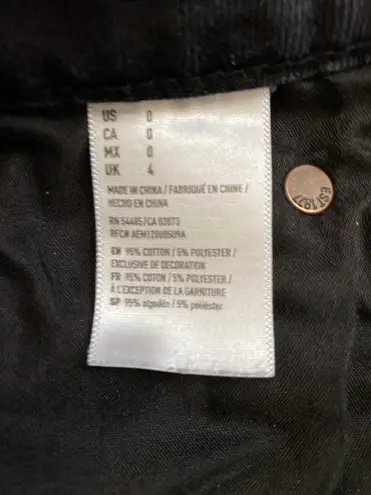 US 0
CA 0
MX 0
UK 4
MADE IN CHINA / FABRIQUÉ EN CHINE /
HECHO EN CHINA
RN 54485/CA 03873
RFC# AEM1206850U9A
EN 95% COTTON / 5% POLYESTER /
EXCLUSIVE OF DECORATION
FR 95% COTON / 5% POLYESTER /
À L'EXCEPTION DE LA GARNITURE
SP 95% algodón / 5% poliéster
EST. 1977